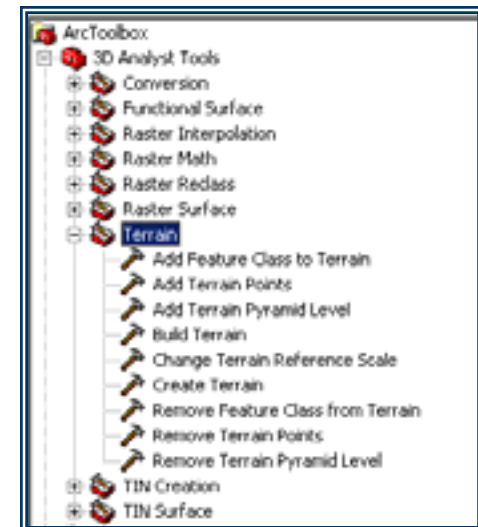 ArcToolbox
3D Analyst Tools
Conversion
Functional Surface
Raster Interpolation
Raster Math
Raster Reclass
Raster Surface
Terrain
Add Feature Class to Terrain
Add Terrain Points
Add Terrain Pyramid Level
Build Terrain
Change Terrain Reference Scale
Create Terrain
Remove Feature Class from Terrain
Remove Terrain Points
Remove Terrain Pyramid Level
TIN Creation
TIN Surface